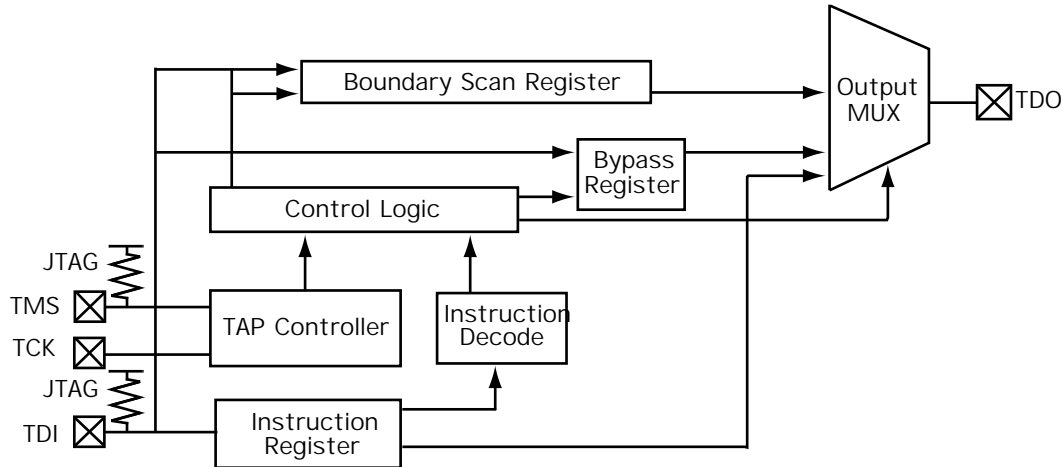 Boundary Scan Register
Output
MUX
TDO
Bypass
Register
Control Logic
JTAG
TMS
TAP Controller
Instruction
Decode
TCK
JTAG
TDI
Instruction
Register